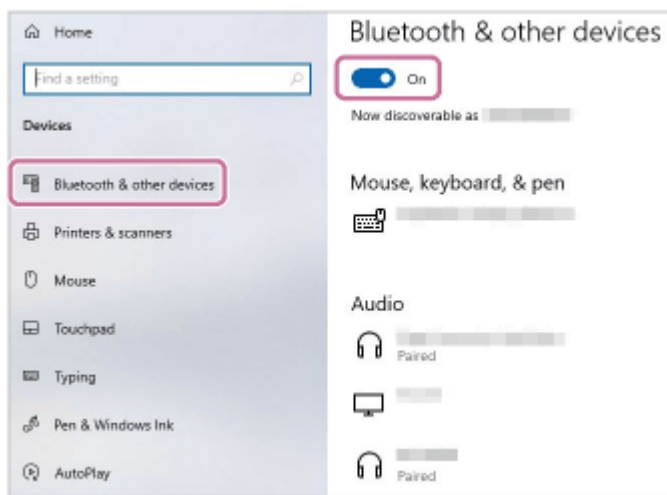 Home
Find a setting
Devices
Bluetooth & other devices
Printers & scanners
Mouse
Touchpad
Typing
Pen & Windows Ink
AutoPlay
Bluetooth & other devices
On
Now discoverable as
Mouse, keyboard, & pen
Audio
Paired
Paired